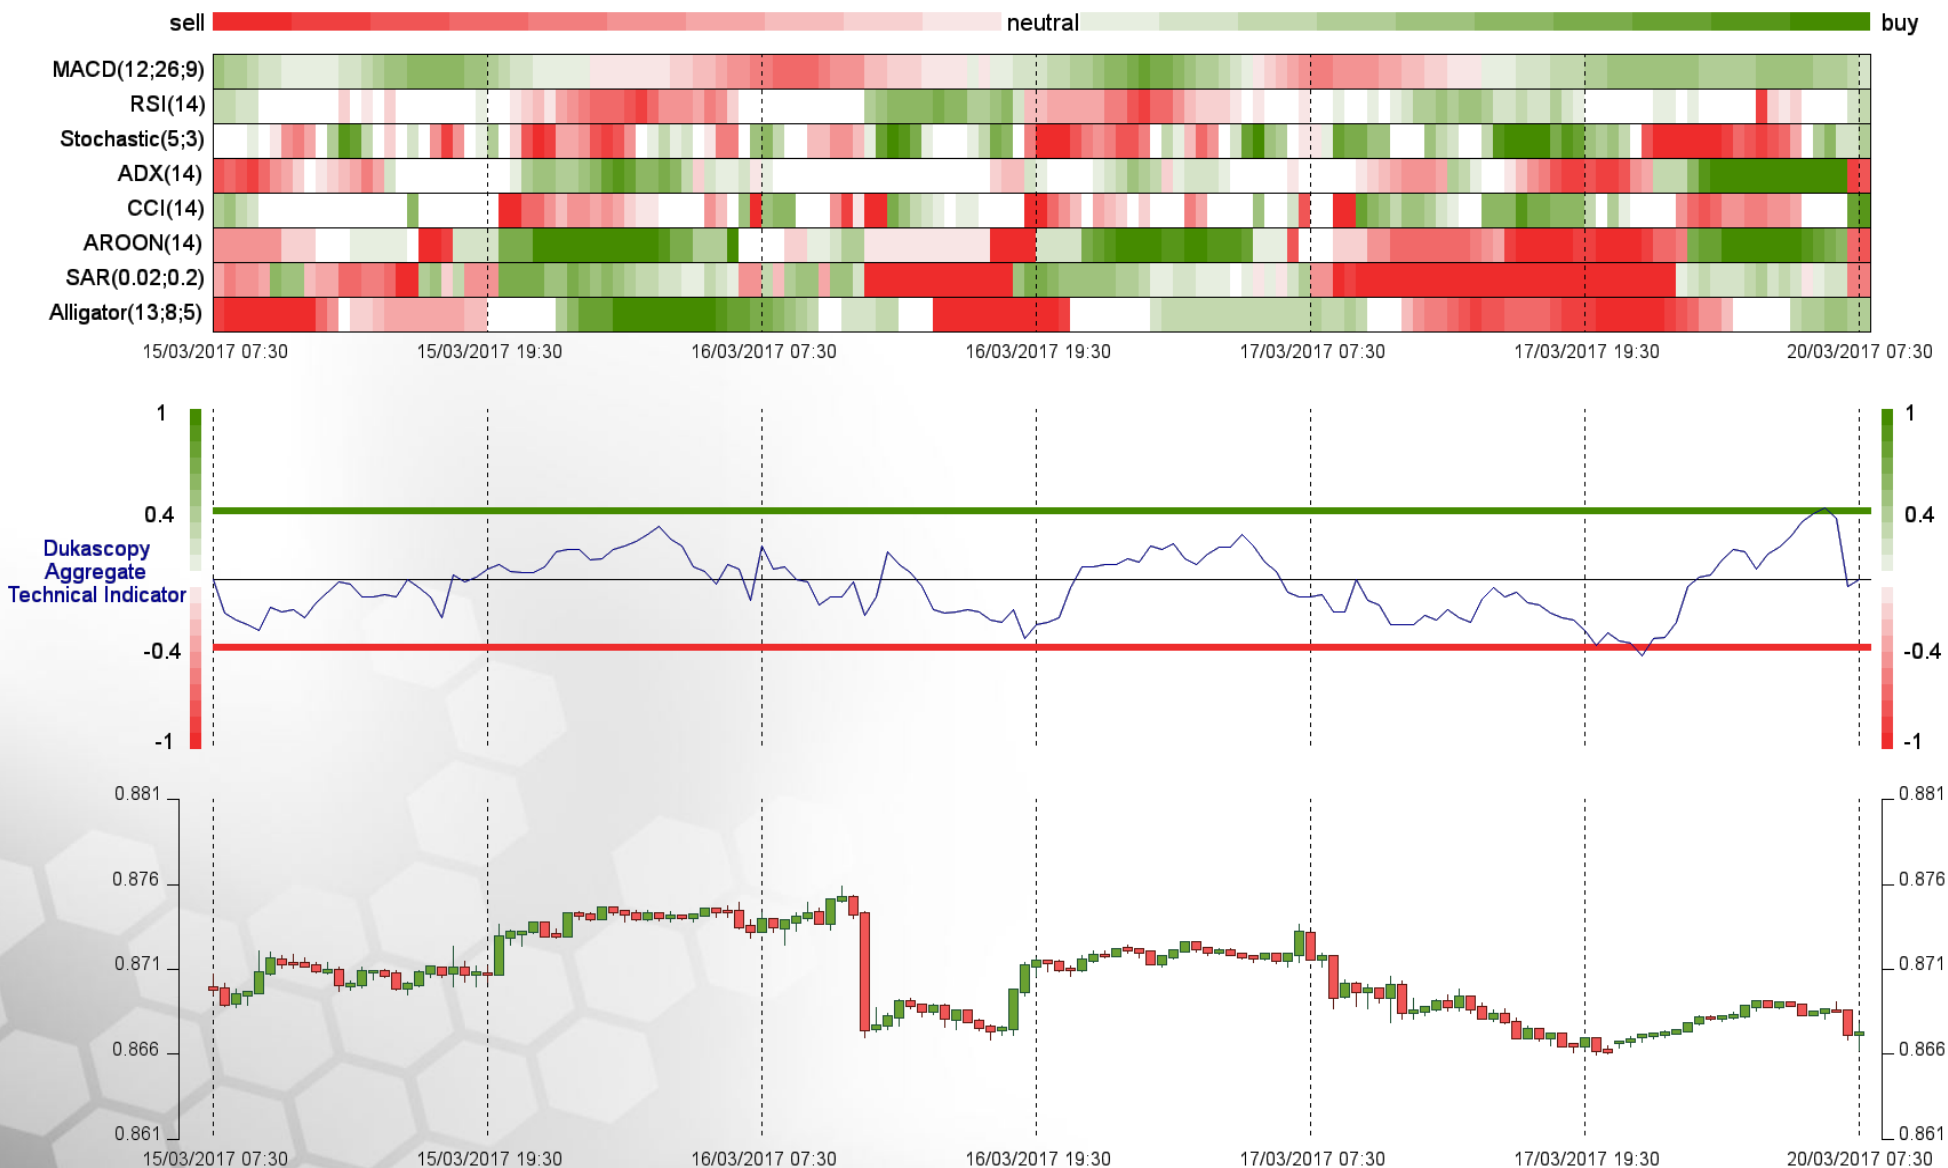 sell neutral buy
MACD(12;26;9)
RSI(14)
Stochastic(5;3)
ADX(14)
CCI(14)
AROON(14)
SAR(0.02;0.2)
Alligator(13;8;5)
15/03/2017 07:30 15/03/2017 19:30 16/03/2017 07:30 16/03/2017 19:30 17/03/2017 07:30 17/03/2017 19:30 20/03/2017 07:30
1 1
0.4 0.4
Dukascopy
Aggregate
Technical Indicator
-0.4 -0.4
-1 -1
0.881 0.881
0.876 0.876
0.871 0.871
0.866 0.866
0.861 0.861
15/03/2017 07:30 15/03/2017 19:30 16/03/2017 07:30 16/03/2017 19:30 17/03/2017 07:30 17/03/2017 19:30 20/03/2017 07:30